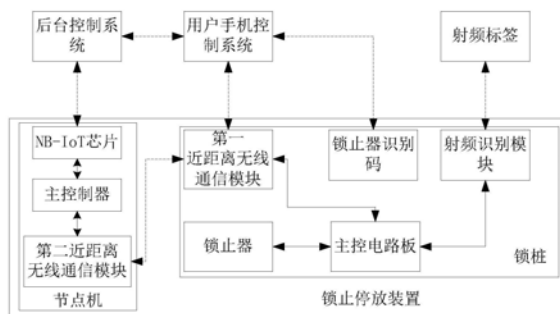 后台控制系
统
用户手机控
制系统
射频标签
NB-IoT芯片
主控制器
第二近距离
无线通信模块
节点机
第一
近距离无线
通信模块
锁止器识别
码
射频识别模
块
锁止器
主控电路板
锁桩
锁止停放装置